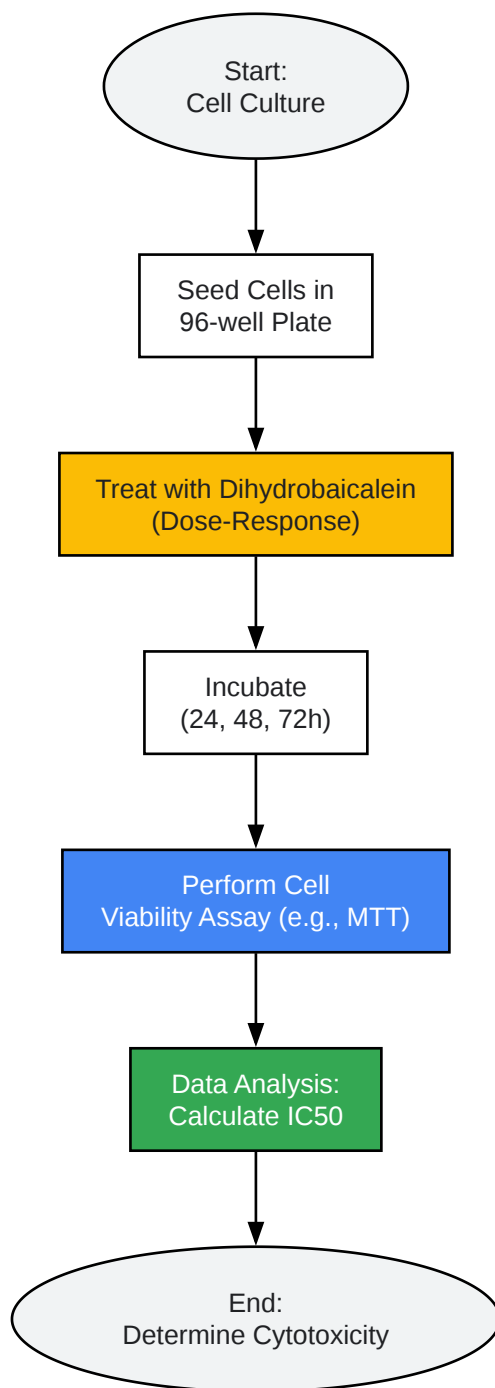 Start:
Cell Culture
Seed Cells in
96-well Plate
Treat with Dihydrobaicalein
(Dose-Response)
Incubate
(24, 48, 72h)
Perform Cell
Viability Assay (e.g., MTT)
Data Analysis:
Calculate IC50
End:
Determine Cytotoxicity